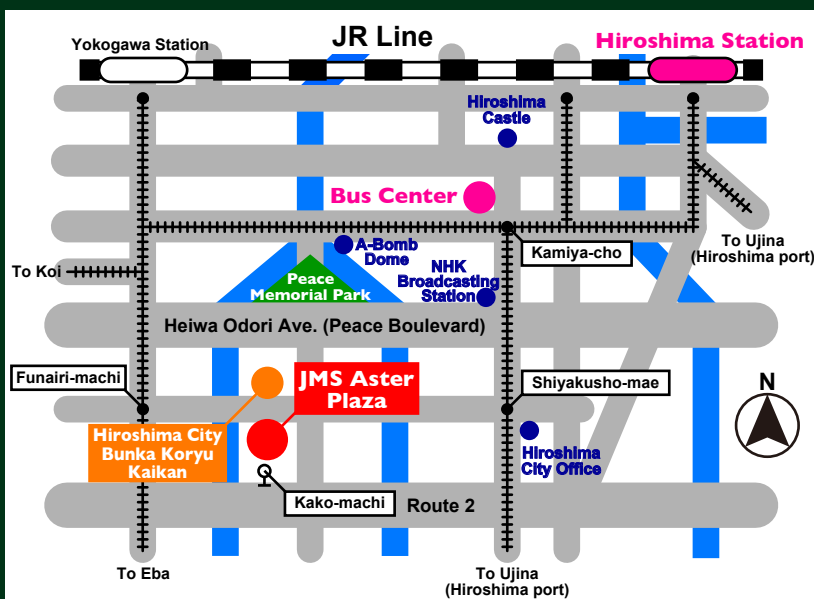 JR Line
Yokogawa Station
Hiroshima Station
Hiroshima
Castle
Bus Center
A-Bomb
Dome
Kamiya-cho
To Ujina
(Hiroshima port)
To Koi
Peace
Memorial Park
NHK
Broadcasting
Station
Heiwa Odori Ave. (Peace Boulevard)
Funairi-machi
JMS Aster
Plaza
Shiyakusho-mae
N
Hiroshima City
Bunka Koryu
Kaikan
Hiroshima
City Office
Kako-machi
Route 2
To Eba
To Ujina
(Hiroshima port)